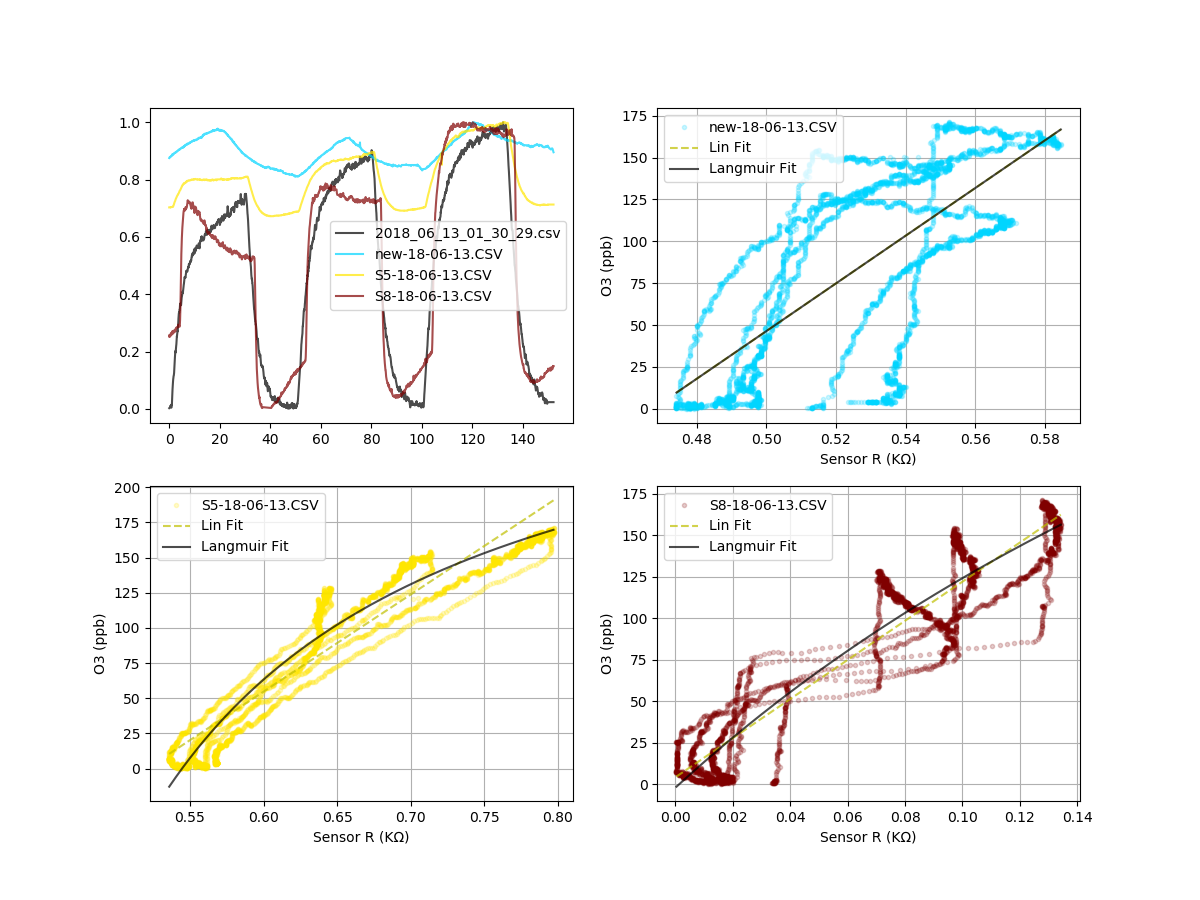 1.0
0.8
0.6
0.4
0.2
0.0
2018_06_13_01_30_29.csv
new-18-06-13.CSV
S5-18-06-13.CSV
S8-18-06-13.CSV
0 20 40 60 80 100 120 140
175
150
125
100
75
50
25
0
O3 (ppb)
new-18-06-13.CSV
Lin Fit
Langmuir Fit
0.48 0.50 0.52 0.54 0.56 0.58
Sensor R (KΩ)
200
175
150
125
100
75
50
25
0
O3 (ppb)
S5-18-06-13.CSV
Lin Fit
Langmuir Fit
0.55 0.60 0.65 0.70 0.75 0.80
Sensor R (KΩ)
175
150
125
100
75
50
25
0
O3 (ppb)
S8-18-06-13.CSV
Lin Fit
Langmuir Fit
0.00 0.02 0.04 0.06 0.08 0.10 0.12 0.14
Sensor R (KΩ)